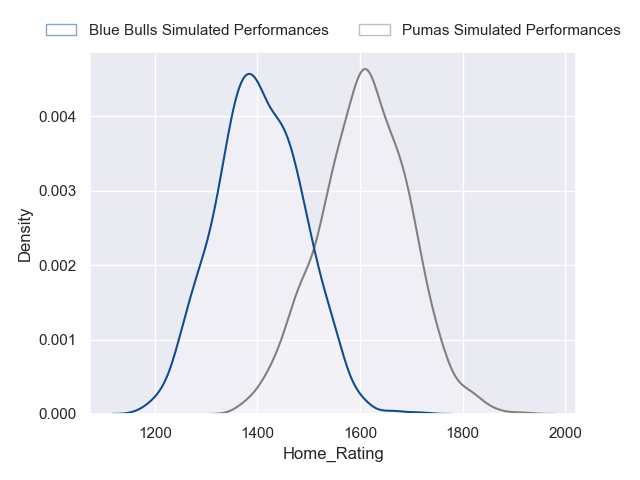 Blue Bulls Simulated Performances Pumas Simulated Performances
0.004
0.003
0.002
0.001
0.000
Density
1200 1400 1600 1800 2000
Home_Rating